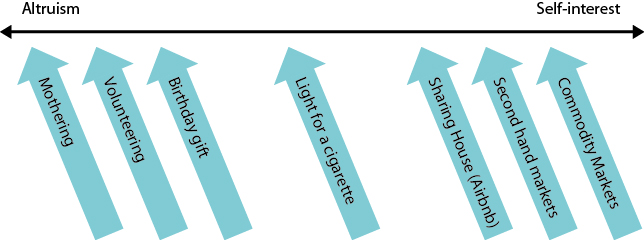 Altruism
Self-interest
Mothering
Volunteering
Birthday gift
Light for a cigarette
Sharing House (Airbnb)
Second hand markets
Commodity Markets